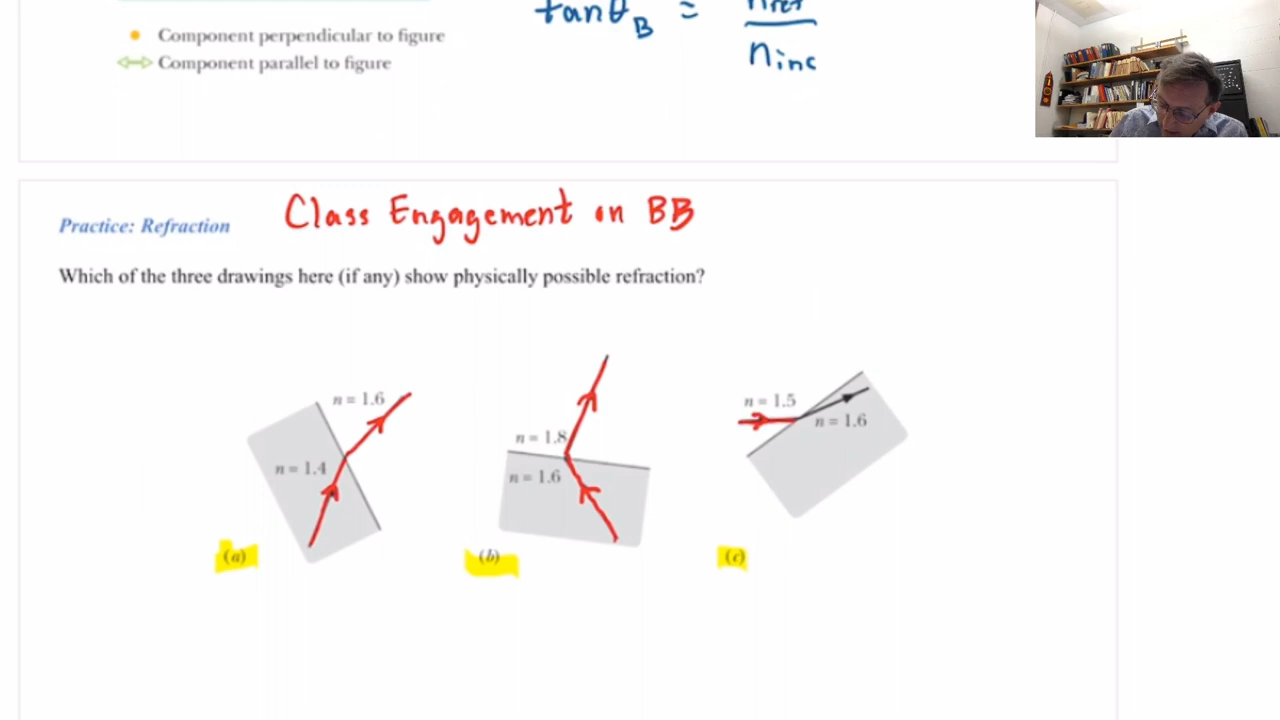 Component perpendicular to figure
Component parallel to figure
tanθ_B = n_ref / n_inc
Practice: Refraction
Class Engagement on BB
Which of the three drawings here (if any) show physically possible refraction?
n = 1.6
n = 1.4
(a)
n = 1.8
n = 1.6
(b)
n = 1.5
n = 1.6
(c)